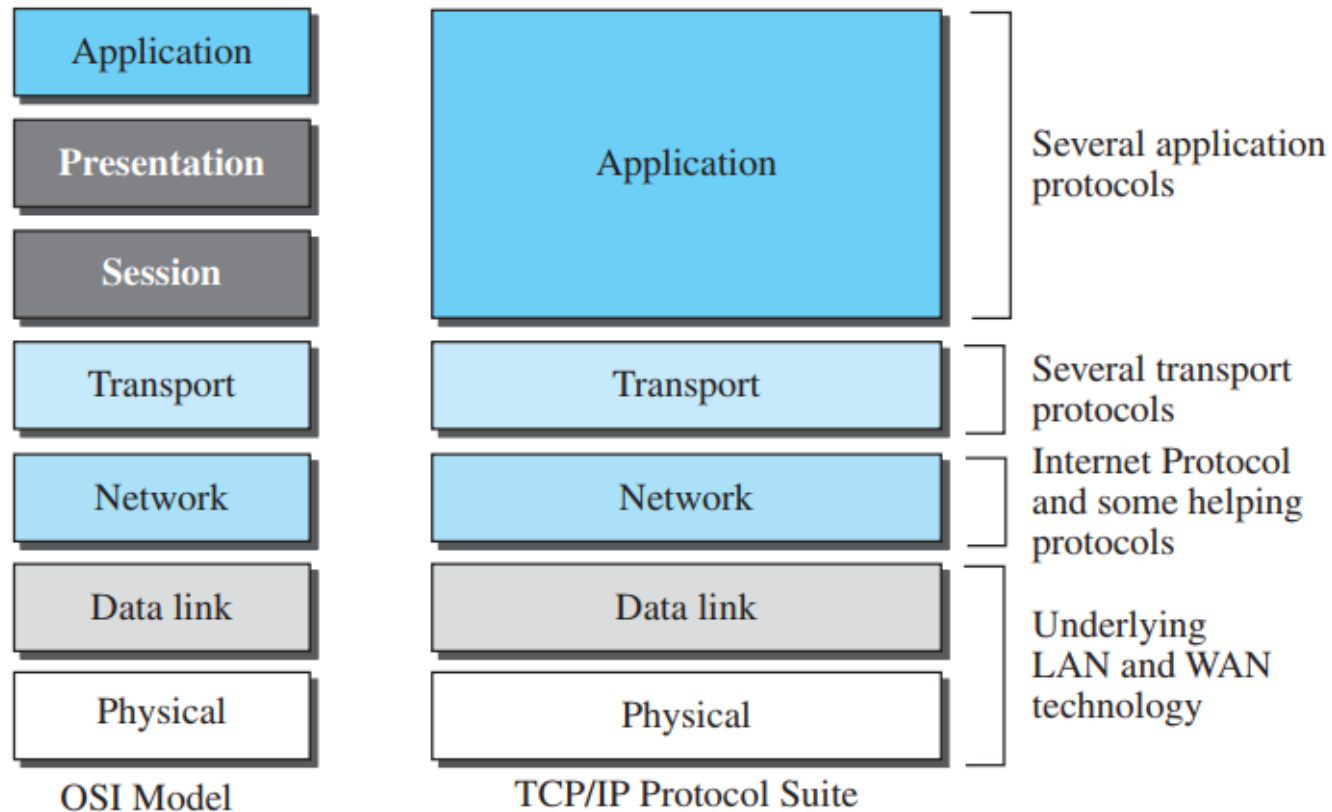 Application
Presentation
Session
Transport
Network
Data link
Physical
OSI Model
Application
Transport
Network
Data link
Physical
TCP/IP Protocol Suite
Several application
protocols
Several transport
protocols
Internet Protocol
and some helping
protocols
Underlying
LAN and WAN
technology